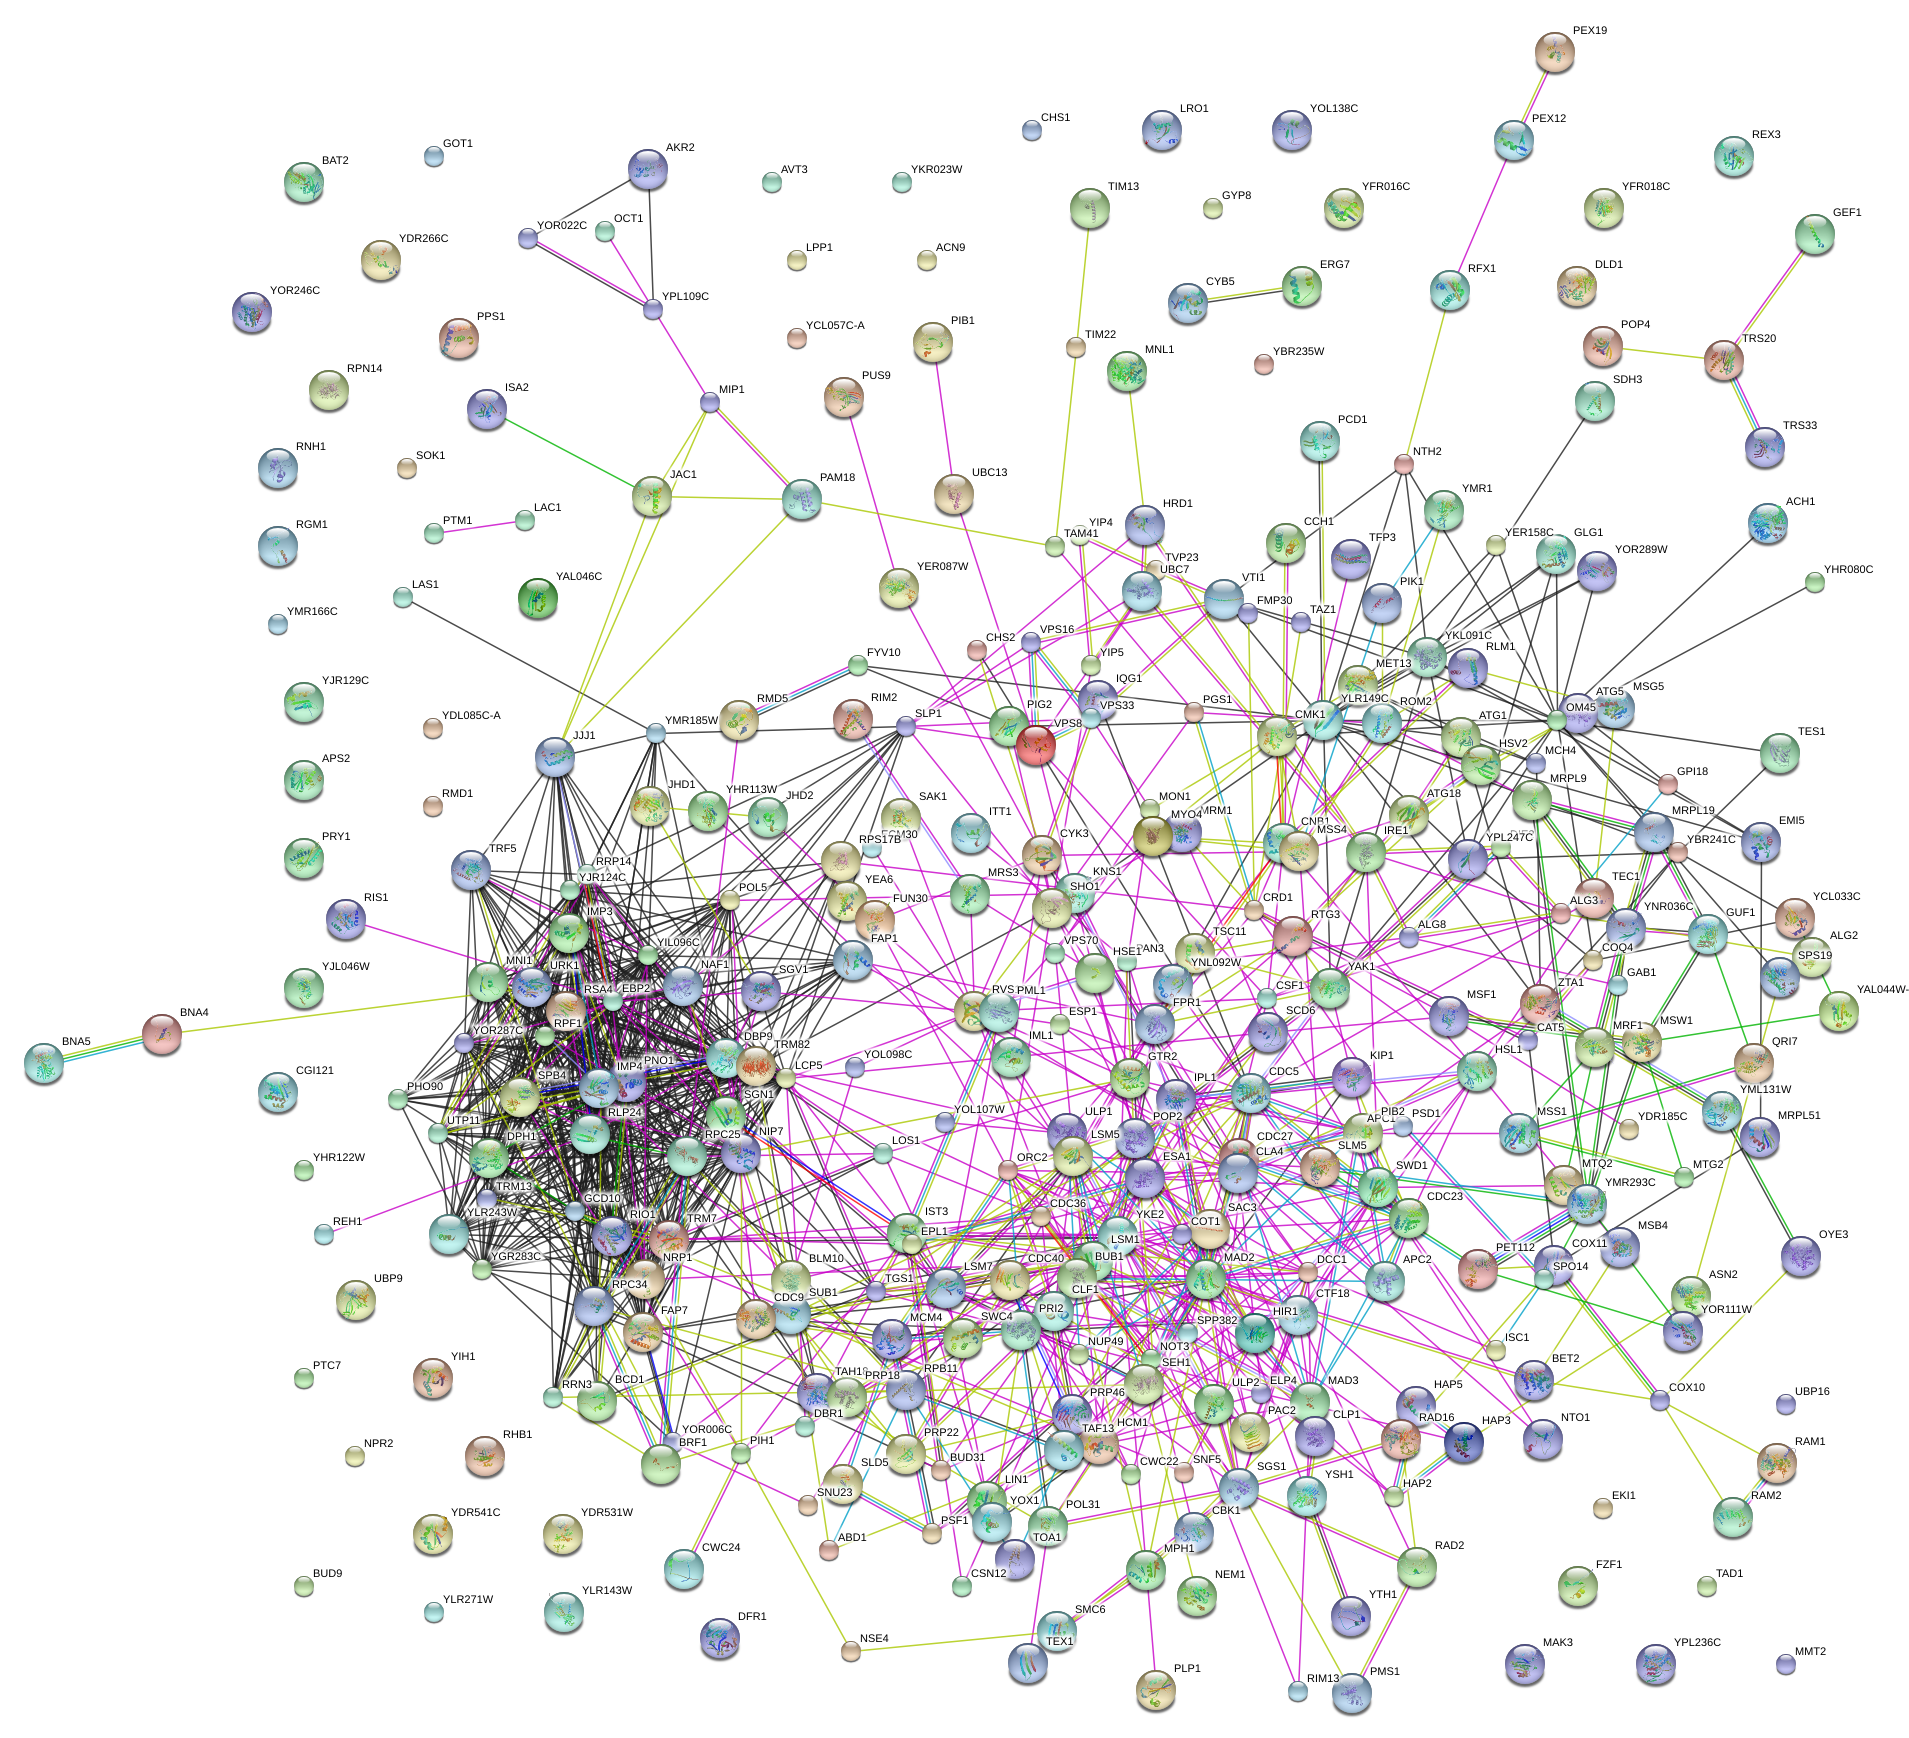 PEX19
CHS1
LRO1
YOL138C
PEX12
REX3
GOT1
AKR2
BAT2
AVT3
YKR023W
TIM13
GYP8
YFR016C
YFR018C
GEF1
YOR022C
OCT1
YDR266C
LPP1
ACN9
ERG7
CYB5
RFX1
DLD1
YOR246C
YPL109C
PPS1
YCL057C-A
PIB1
TIM22
MNL1
YBR235W
POP4
TRS20
RPN14
ISA2
MIP1
PUS9
SDH3
PCD1
TRS33
RNH1
SOK1
JAC1
PAM18
UBC13
NTH2
YMR1
ACH1
RGM1
PTM1
LAC1
TAM41
YIP4
HRD1
CCH1
TFP3
YER158C
GLG1
YOR289W
TVP23
UBC7
YER087W
LAS1
YAL046C
VTI1
PIK1
YHR080C
YMR166C
FMP30
TAZ1
CHS2
VPS16
YIP5
YKL091C
RLM1
FYV10
MET13
YJR129C
RMD5
RIM2
SLP1
IQG1
PGS1
YLR149C
ROM2
ATG5
MSG5
YDL085C-A
YMR185W
PIG2
VPS33
VPS8
CMK1
ATG1
OM45
JJJ1
HSV2
MCH4
TES1
APS2
RMD1
JHD1
YHR113W
JHD2
SAK1
ITT1
MON1
ATG18
MRPL9
GPI18
MRPL19
PRY1
TRF5
RRP14
RPS17B
CYK3
MYO4
MRM1
CNB1
MSS4
IRE1
YPL247C
YBR241C
EMI5
YJR124C
POL5
YEA6
MRS3
KNS1
SHO1
CRD1
TEC1
ALG3
YCL033C
RIS1
IMP3
FUN30
RTG3
ALG8
YNR036C
GUF1
YIL096C
FAP1
VPS70
HSE1
PAN3
TSC11
COQ4
ALG2
SPS19
YJL046W
MNI1
URK1
NAF1
SGV1
YNL092W
YAK1
GAB1
RSA4
EBP2
PML1
CSF1
MSF1
ZTA1
YAL044W-
BNA4
YOR287C
RPF1
ESP1
FPR1
SCD6
CAT5
MRF1
MSW1
BNA5
DBP9
TRM82
IML1
GTR2
KIP1
HSL1
QRI7
CGI121
PHO90
SPB4
IMP4
PNO1
LCP5
YOL098C
IPL1
CDC5
YML131W
RLP24
SGN1
YOL107W
ULP1
POP2
APC1
PIB2
PSD1
MSS1
YDR185C
MRPL51
UTP11
DPH1
RPC25
NIP7
LOS1
LSM5
CDC27
CLA4
SLM5
YHR122W
ORC2
ESA1
SWD1
MTQ2
MTG2
TRM13
GCD10
CDC36
YMR293C
REH1
YLR243W
RIO1
TRM7
IST3
EPL1
YKE2
COT1
SAC3
CDC23
MSB4
OYE3
YGR283C
NRP1
BLM10
LSM1
BUB1
MAD2
DCC1
APC2
PET112
COX11
SPO14
UBP9
RPC34
SUB1
TGS1
LSM7
CDC40
CLF1
CTF18
ASN2
FAP7
CDC9
MCM4
SWC4
PRI2
SPP382
HIR1
YOR111W
ISC1
PTC7
YIH1
NUP49
NOT3
SEH1
BET2
RRN3
BCD1
PRP18
RPB11
ULP2
ELP4
MAD3
COX10
UBP16
DBR1
PRP46
HAP5
NPR2
RHB1
YOR006C
BRF1
PIH1
PRP22
TAF13
HCM1
PAC2
CLP1
RAD16
HAP3
NTO1
SLD5
BUD31
CWC22
SNF5
SGS1
RAM1
YDR541C
YDR531W
SNU23
LIN1
YOX1
YSH1
HAP2
EKI1
RAM2
ABD1
PSF1
POL31
TOA1
CBK1
CWC24
MPH1
RAD2
BUD9
CSN12
NEM1
FZF1
TAD1
YLR271W
YLR143W
YTH1
DFR1
NSE4
SMC6
TEX1
MAK3
YPL236C
MMT2
PLP1
RIM13
PMS1